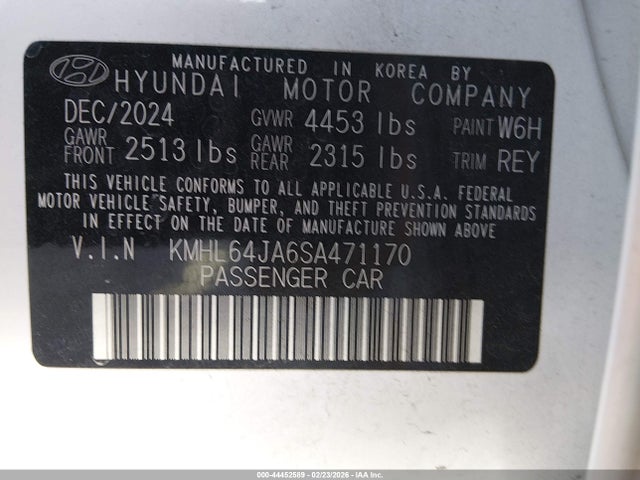 MANUFACTURED IN KOREA BY
HYUNDAI MOTOR COMPANY
DEC/2024 GVWR 4453 lbs PAINT W6H
GAWR FRONT 2513 lbs GAWR REAR 2315 lbs TRIM REY
THIS VEHICLE CONFORMS TO ALL APPLICABLE U.S.A. FEDERAL
MOTOR VEHICLE SAFETY, BUMPER, AND THEFT PREVENTION STANDARDS
IN EFFECT ON THE DATE OF MANUFACTURE SHOWN ABOVE.
V.I.N KMHL64JA6SA471170
PASSENGER CAR
000-44452589 - 02/23/2026 - IAAI.COM